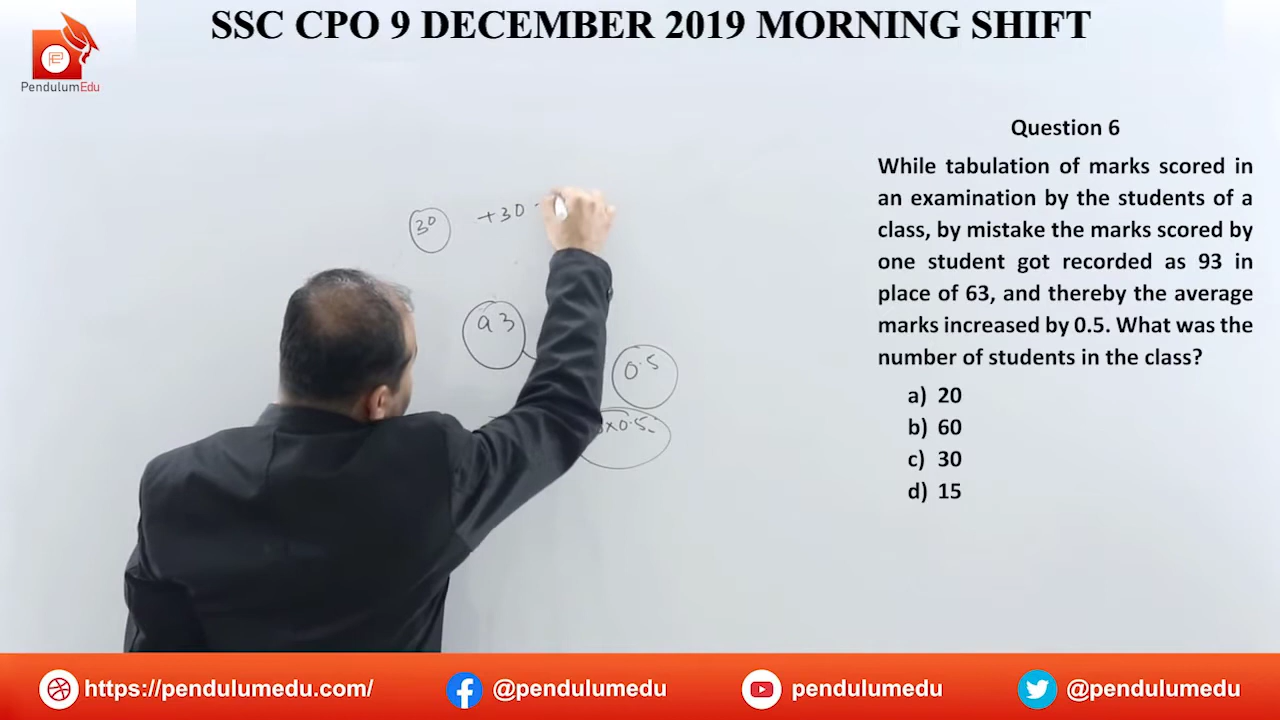 SSC CPO 9 DECEMBER 2019 MORNING SHIFT
PendulumEdu
Question 6
While tabulation of marks scored in
an examination by the students of a
class, by mistake the marks scored by
one student got recorded as 93 in
place of 63, and thereby the average
marks increased by 0.5. What was the
number of students in the class?
a) 20
b) 60
c) 30
d) 15
30 +30
93
0.5
x0.5
https://pendulumedu.com/ @pendulumedu pendulumedu @pendulumedu